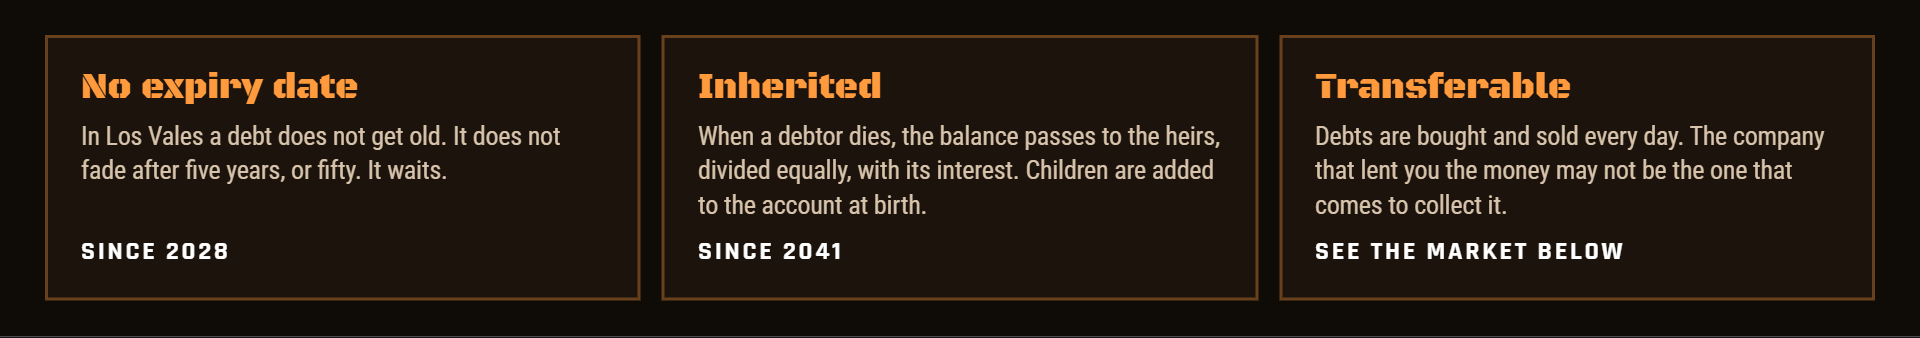 No expiry date
In Los Vales a debt does not get old. It does not
fade after five years, or fifty. It waits.
SINCE 2028
Inherited
When a debtor dies, the balance passes to the heirs,
divided equally, with its interest. Children are added
to the account at birth.
SINCE 2041
Transferable
Debts are bought and sold every day. The company
that lent you the money may not be the one that
comes to collect it.
SEE THE MARKET BELOW